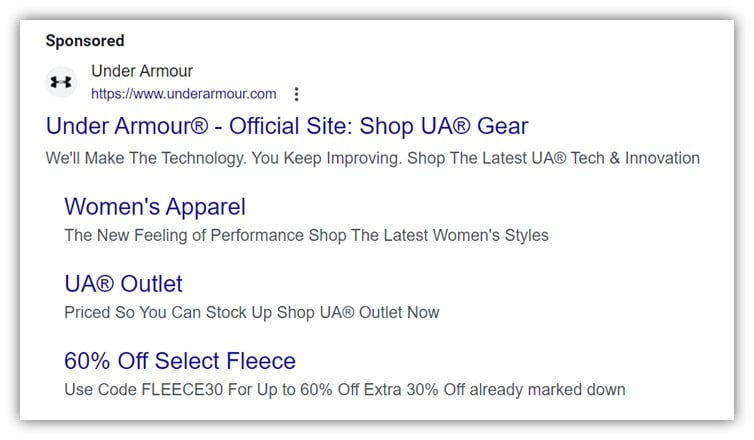 Sponsored
Under Armour
https://www.underarmour.com
Under Armour® - Official Site: Shop UA® Gear
We'll Make The Technology. You Keep Improving. Shop The Latest UA® Tech & Innovation
Women's Apparel
The New Feeling of Performance Shop The Latest Women's Styles
UA® Outlet
Priced So You Can Stock Up Shop UA® Outlet Now
60% Off Select Fleece
Use Code FLEECE30 For Up to 60% Off Extra 30% Off already marked down